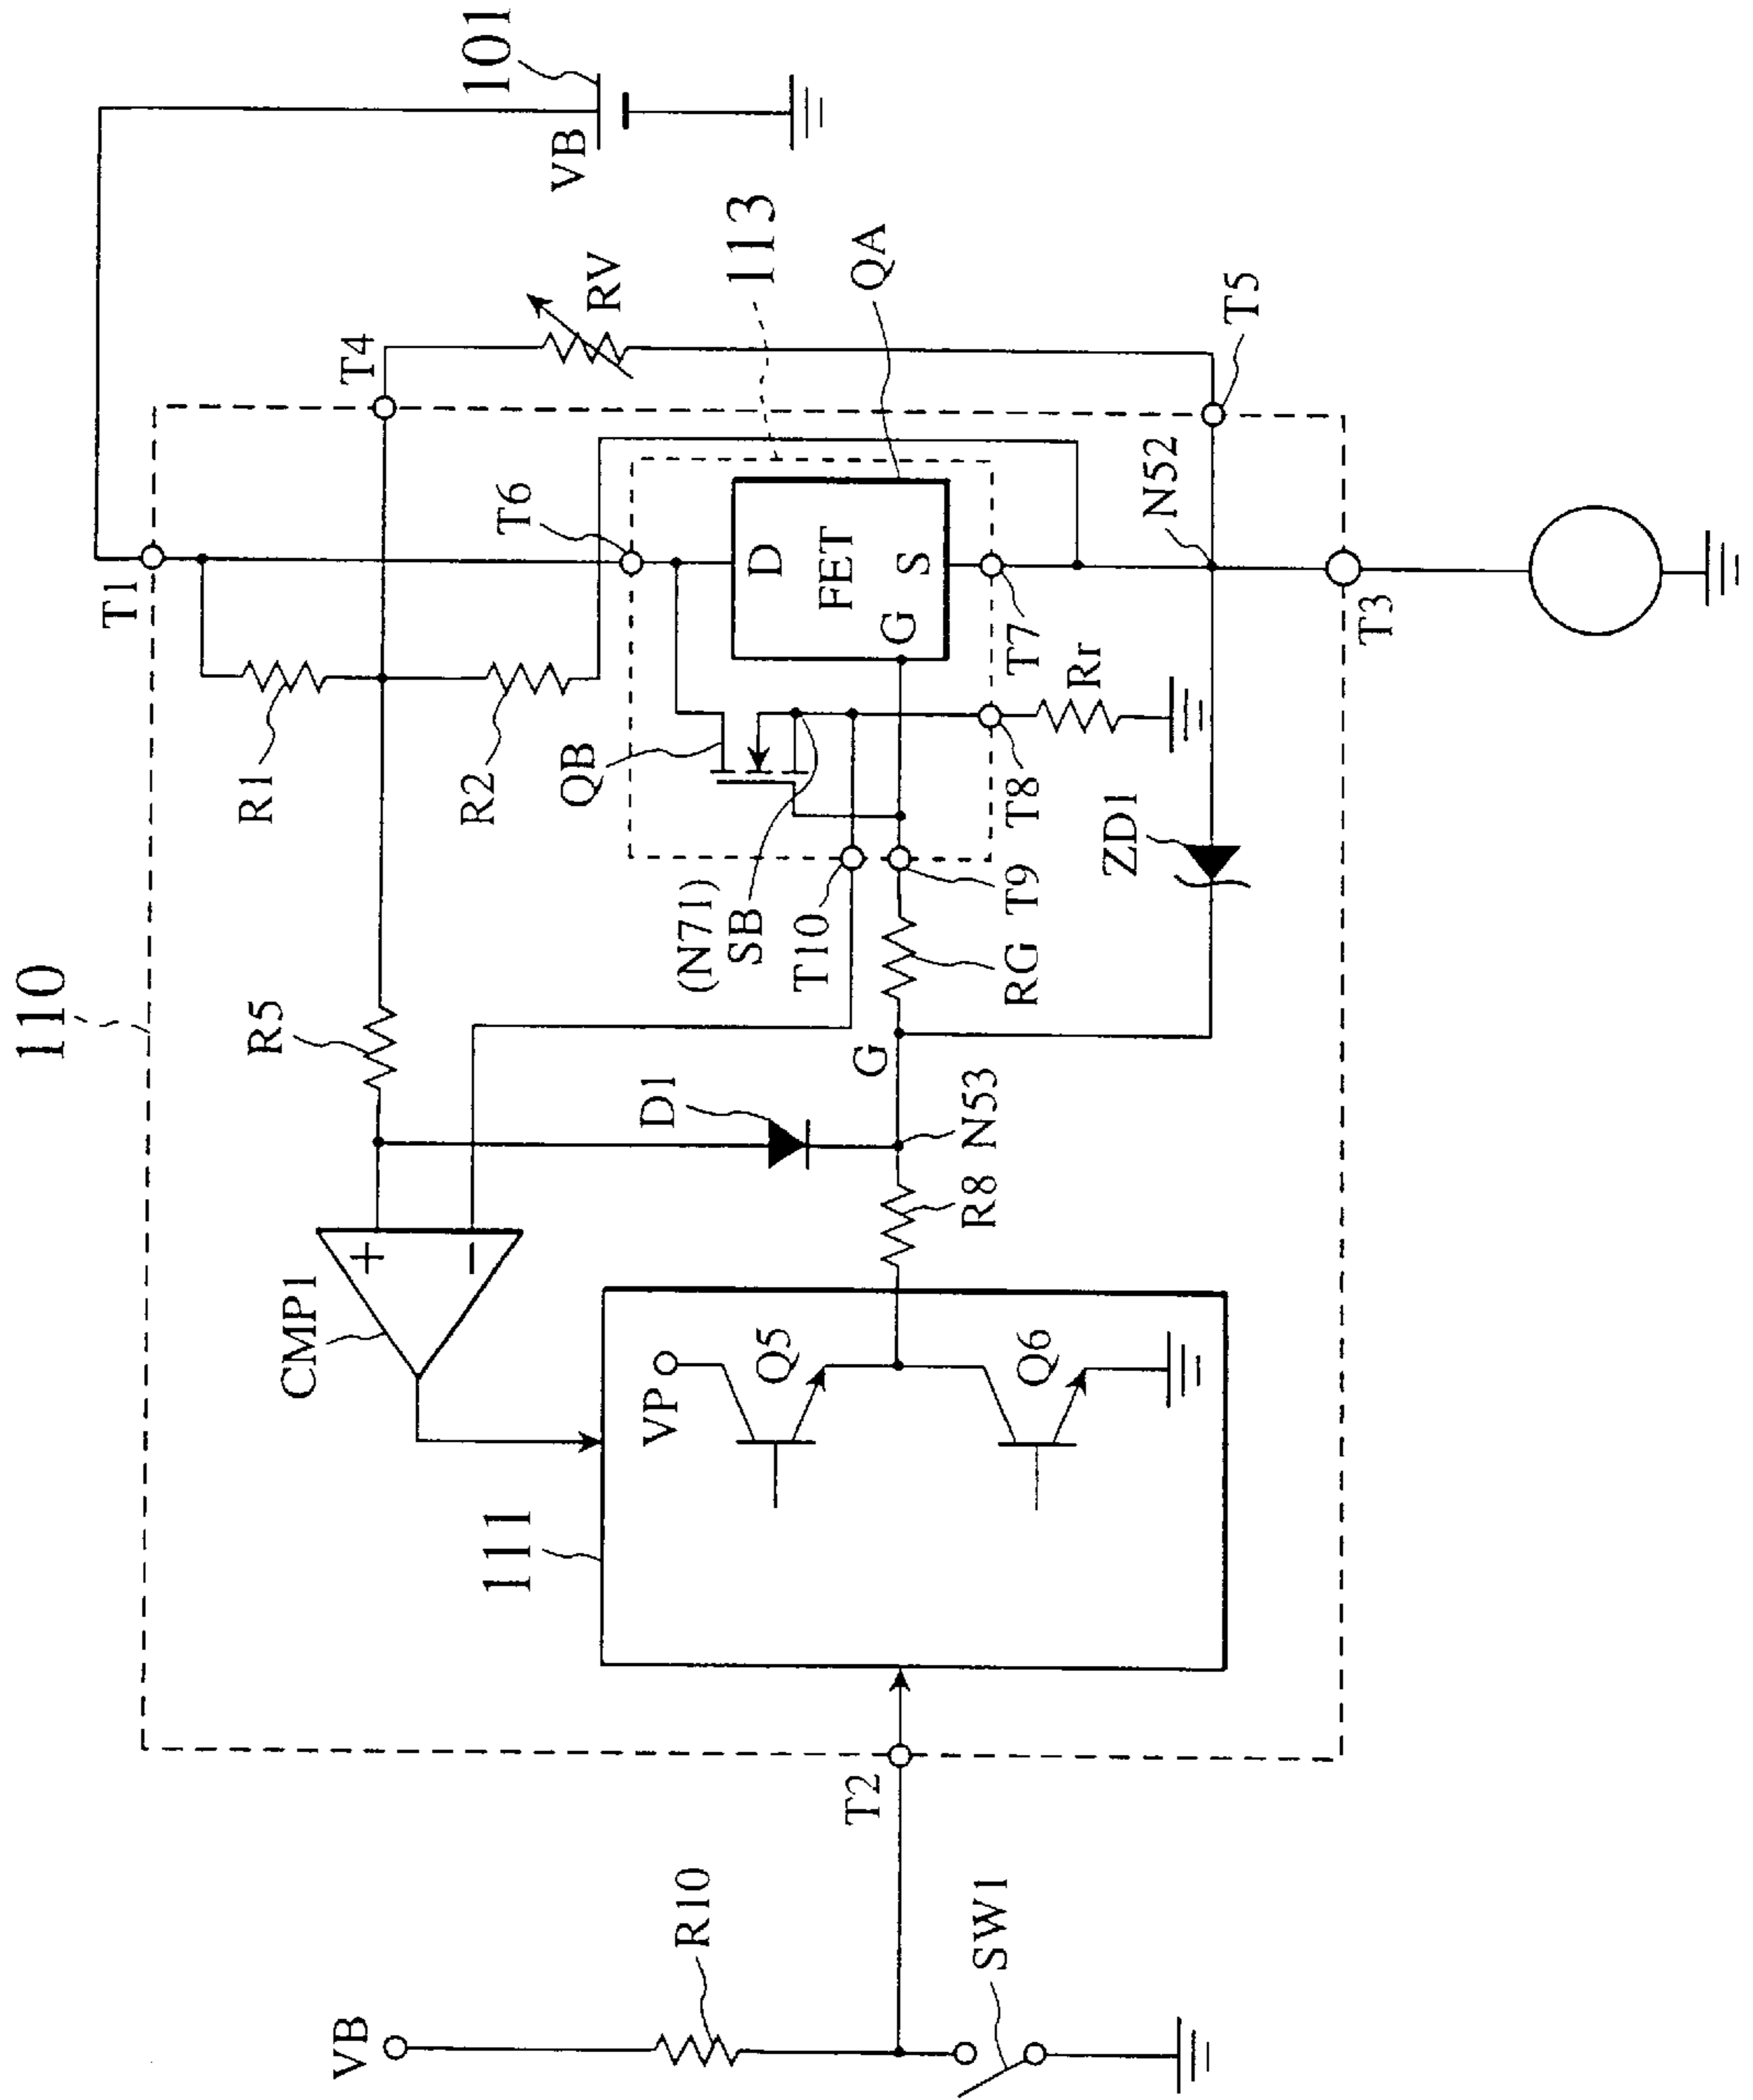 110
T1
T4
101
VB
R1
R2
R5
T6
RV
113
QA
QB
D
FET
G
S
(N71)
SB
T10
T9
T8
T7
Rr
N52
T5
T3
CMP1
+
−
D1
G
RG
ZD1
N53
R8
111
VP
Q5
Q6
T2
VB
R10
SW1